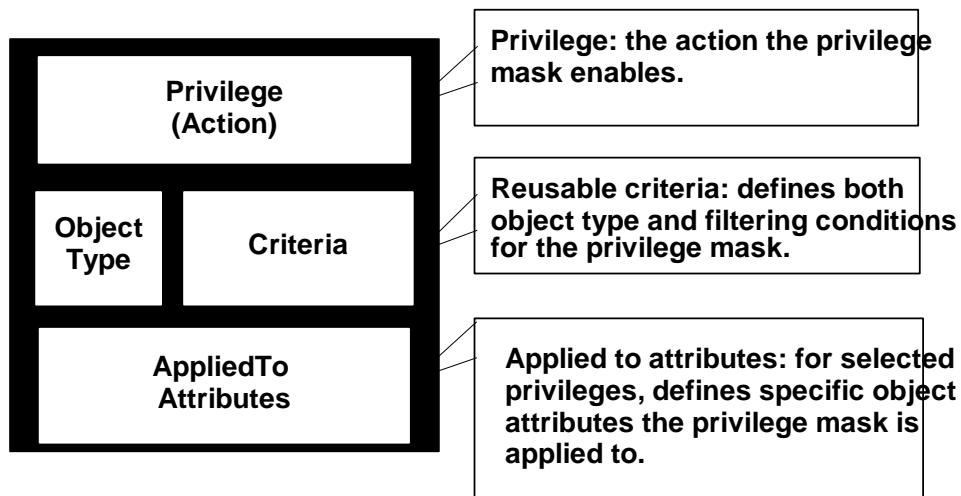 Privilege
(Action)
Privilege: the action the privilege
mask enables.
Object
Type
Criteria
Reusable criteria: defines both
object type and filtering conditions
for the privilege mask.
AppliedTo
Attributes
Applied to attributes: for selected
privileges, defines specific object
attributes the privilege mask is
applied to.